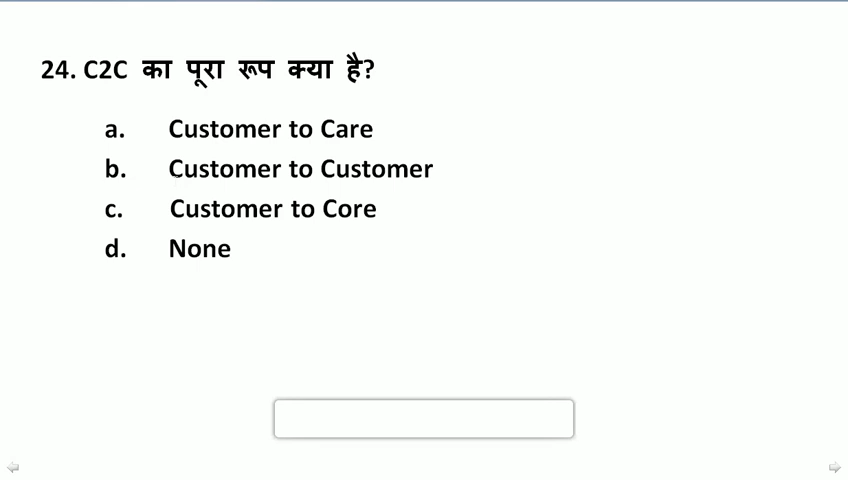 24. C2C का पूरा रूप क्या है?
a. Customer to Care
b. Customer to Customer
c. Customer to Core
d. None